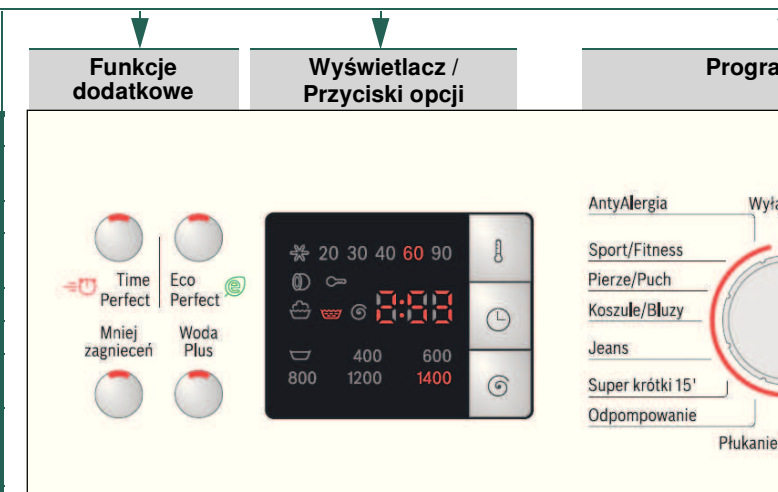 Funkcje
dodatkowe
Wyświetlacz /
Przyciski opcji
Progra
Time
Perfect
Eco
Perfect
Mniej
zagnieceń
Woda
Plus
20 30 40 60 90
400 600
800 1200 1400
AntyAlergia
Wyła
Sport/Fitness
Pierze/Puch
Koszule/Bluzy
Jeans
Super krótki 15'
Odpompowanie
Płukanie